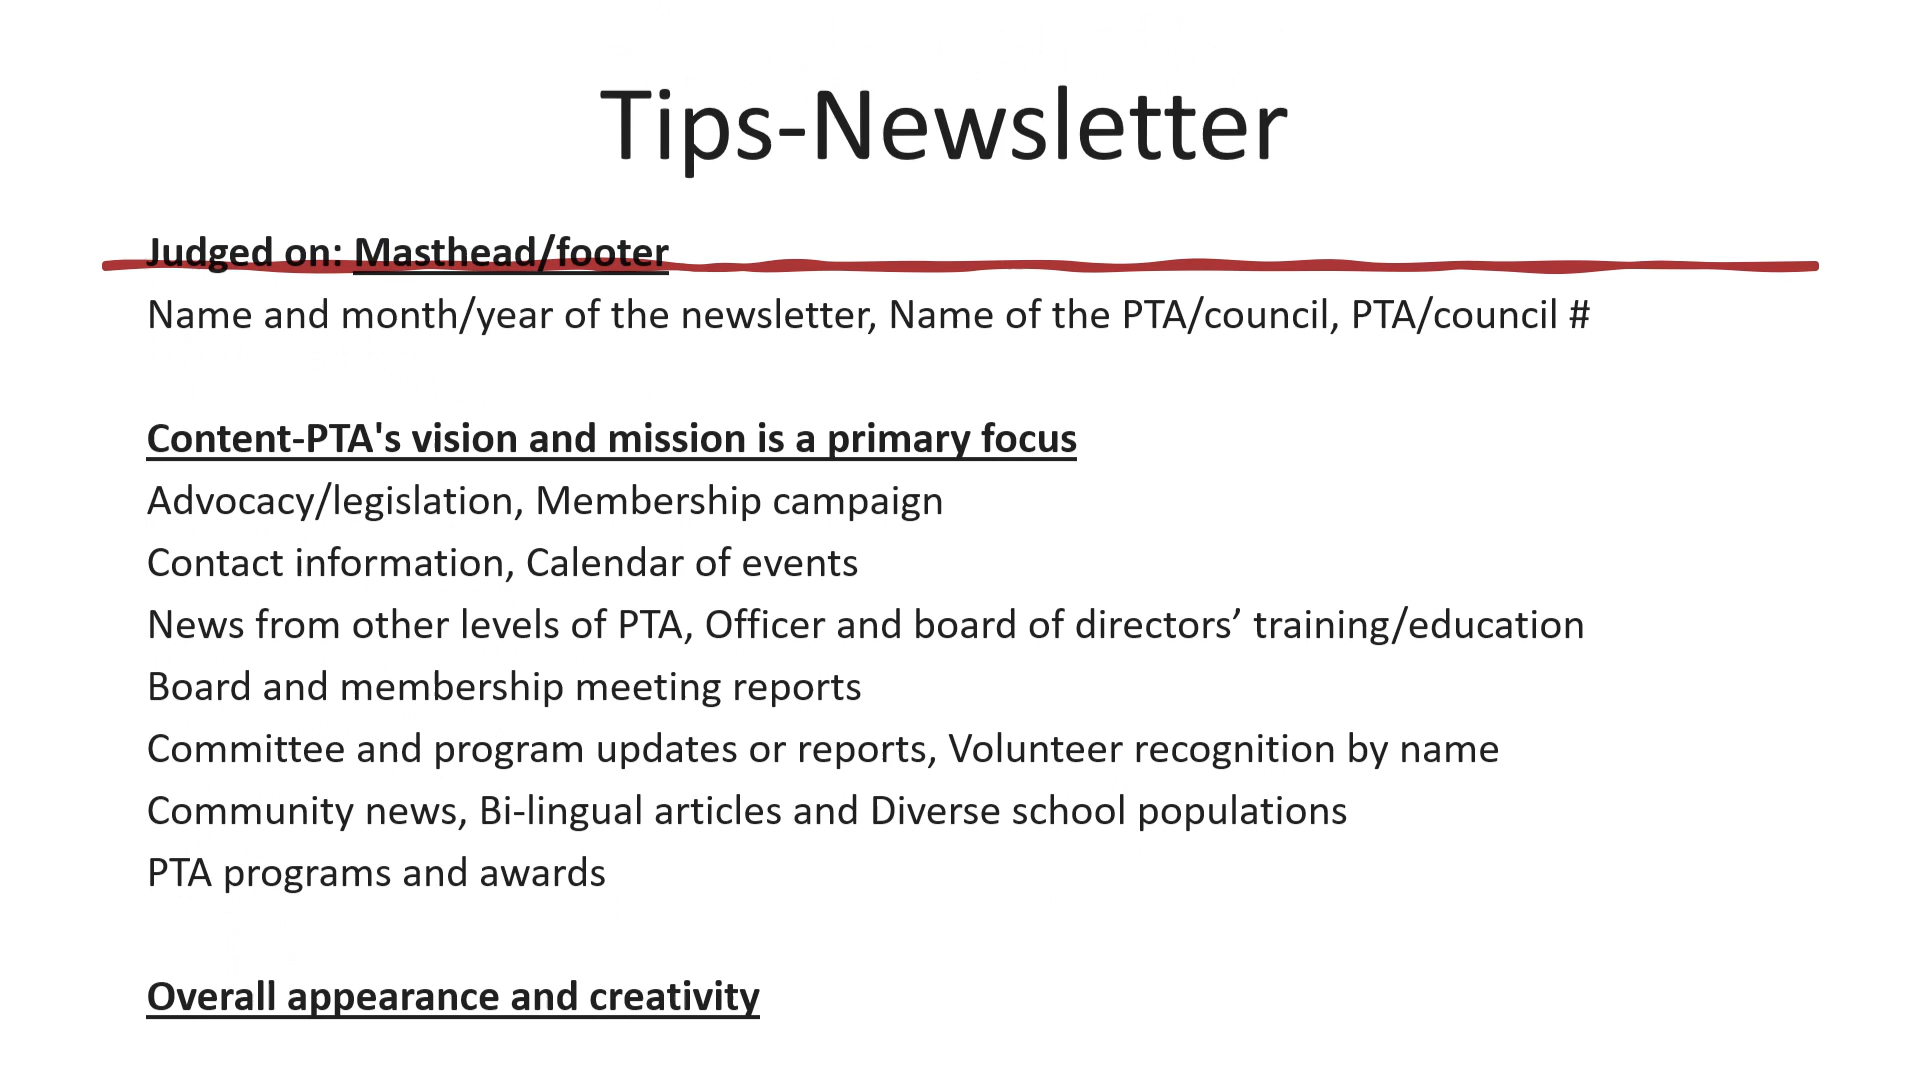 Tips-Newsletter
Judged on: Masthead/footer
Name and month/year of the newsletter, Name of the PTA/council, PTA/council #
Content-PTA's vision and mission is a primary focus
Advocacy/legislation, Membership campaign
Contact information, Calendar of events
News from other levels of PTA, Officer and board of directors’ training/education
Board and membership meeting reports
Committee and program updates or reports, Volunteer recognition by name
Community news, Bi-lingual articles and Diverse school populations
PTA programs and awards
Overall appearance and creativity